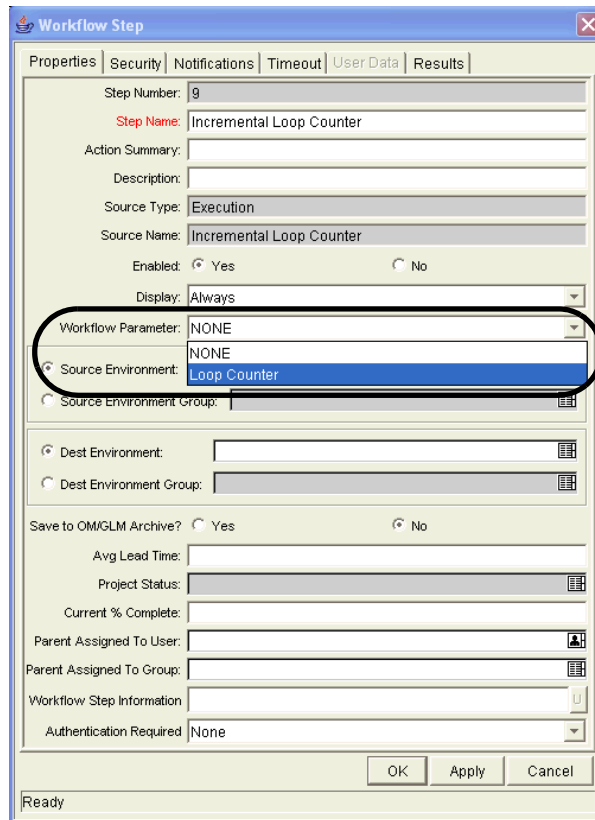 Workflow Step
Properties Security Notifications Timeout User Data Results
Step Number: 9
Step Name: Incremental Loop Counter
Action Summary:
Description:
Source Type: Execution
Source Name: Incremental Loop Counter
Enabled: Yes No
Display: Always
Workflow Parameter: NONE
NONE
Source Environment: Loop Counter
Source Environment Group:
Dest Environment:
Dest Environment Group:
Save to OM/GLM Archive? Yes No
Avg Lead Time:
Project Status:
Current % Complete:
Parent Assigned To User:
Parent Assigned To Group:
Workflow Step Information U
Authentication Required None
OK Apply Cancel
Ready